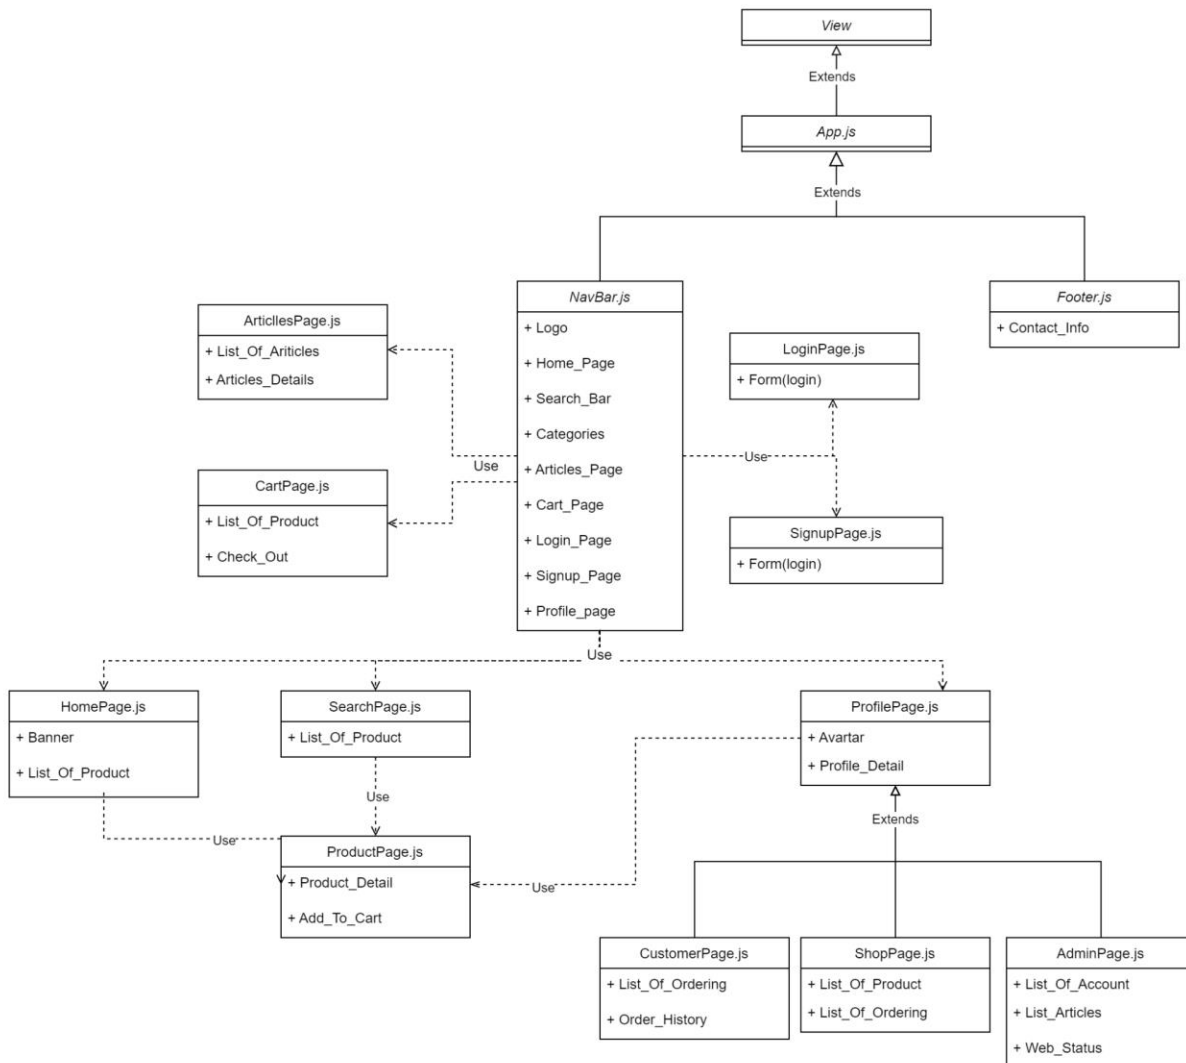 View
Extends
App.js
Extends
NavBar.js
+ Logo
+ Home_Page
+ Search_Bar
+ Categories
+ Articles_Page
+ Cart_Page
+ Login_Page
+ Signup_Page
+ Profile_page
Footer.js
+ Contact_Info
ArticllesPage.js
+ List_Of_Ariticles
+ Articles_Details
LoginPage.js
+ Form(login)
Use
Use
CartPage.js
+ List_Of_Product
+ Check_Out
SignupPage.js
+ Form(login)
Use
HomePage.js
+ Banner
+ List_Of_Product
SearchPage.js
+ List_Of_Product
ProfilePage.js
+ Avartar
+ Profile_Detail
Use
Use
Extends
ProductPage.js
+ Product_Detail
+ Add_To_Cart
Use
CustomerPage.js
+ List_Of_Ordering
+ Order_History
ShopPage.js
+ List_Of_Product
+ List_Of_Ordering
AdminPage.js
+ List_Of_Account
+ List_Articles
+ Web_Status